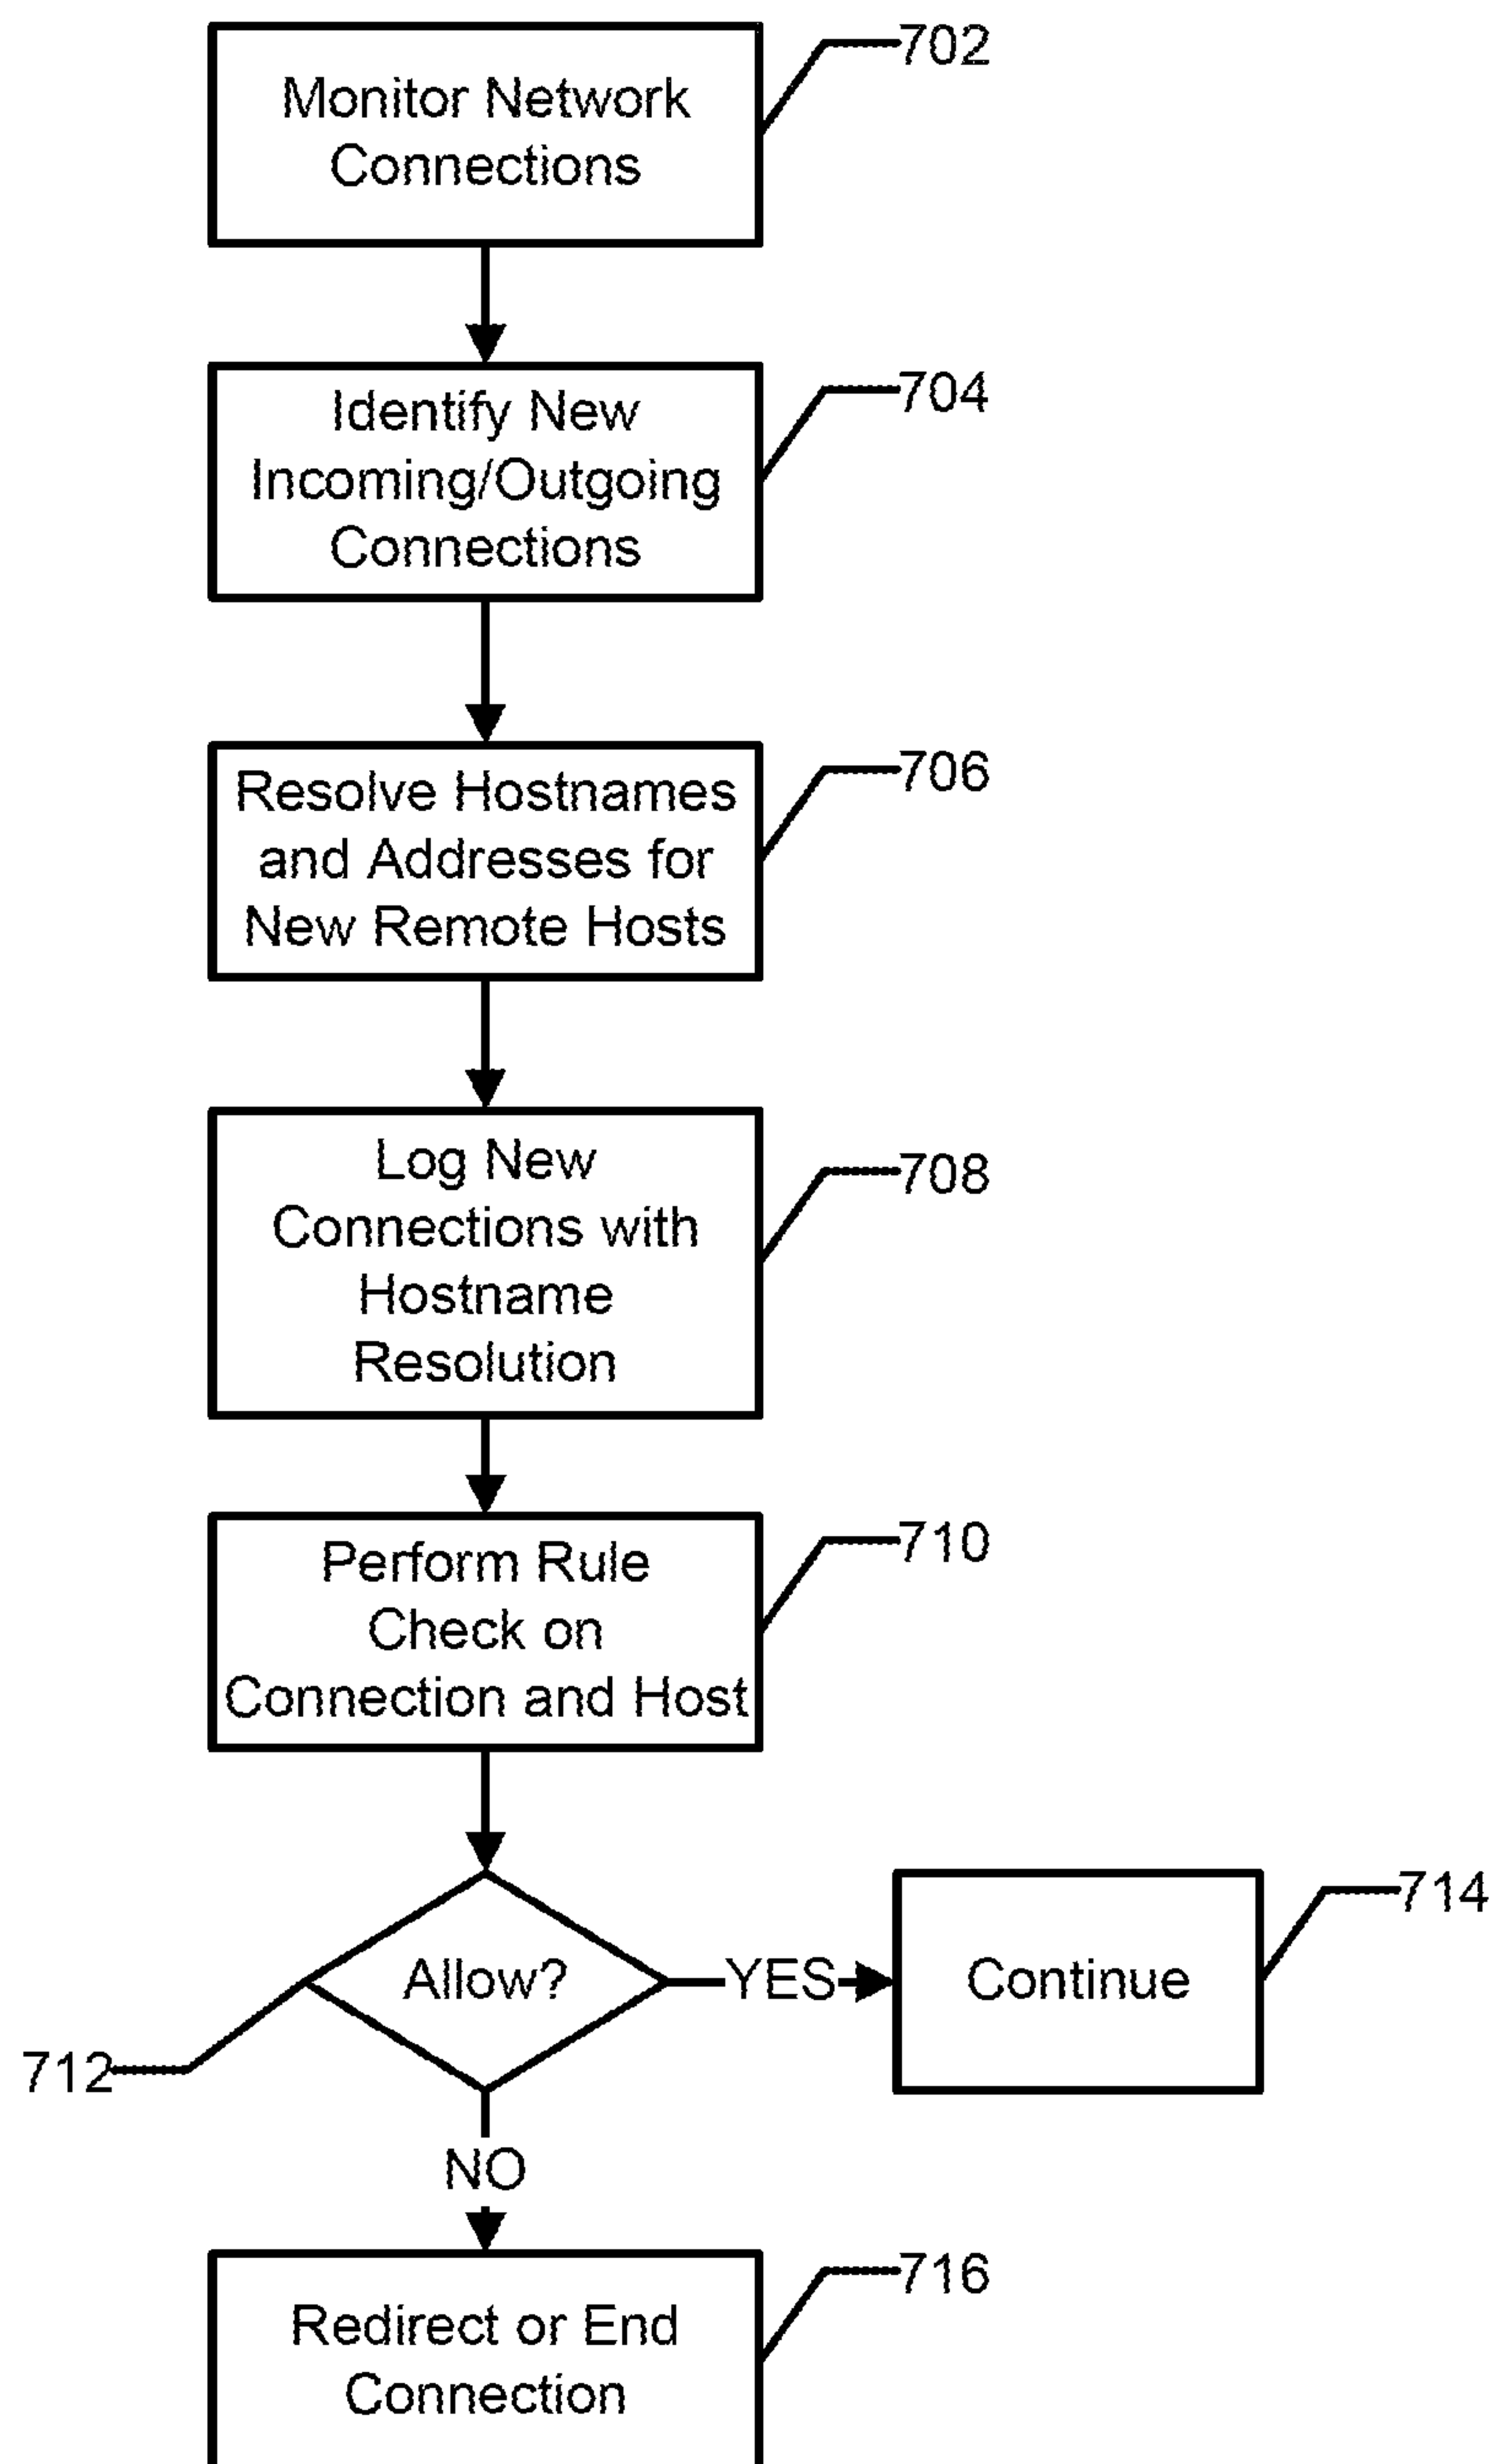 Monitor Network
Connections
702
Identify New
Incoming/Outgoing
Connections
704
Resolve Hostnames
and Addresses for
New Remote Hosts
706
Log New
Connections with
Hostname
Resolution
708
Perform Rule
Check on
Connection and Host
710
Allow?
712
YES
Continue
714
NO
Redirect or End
Connection
716